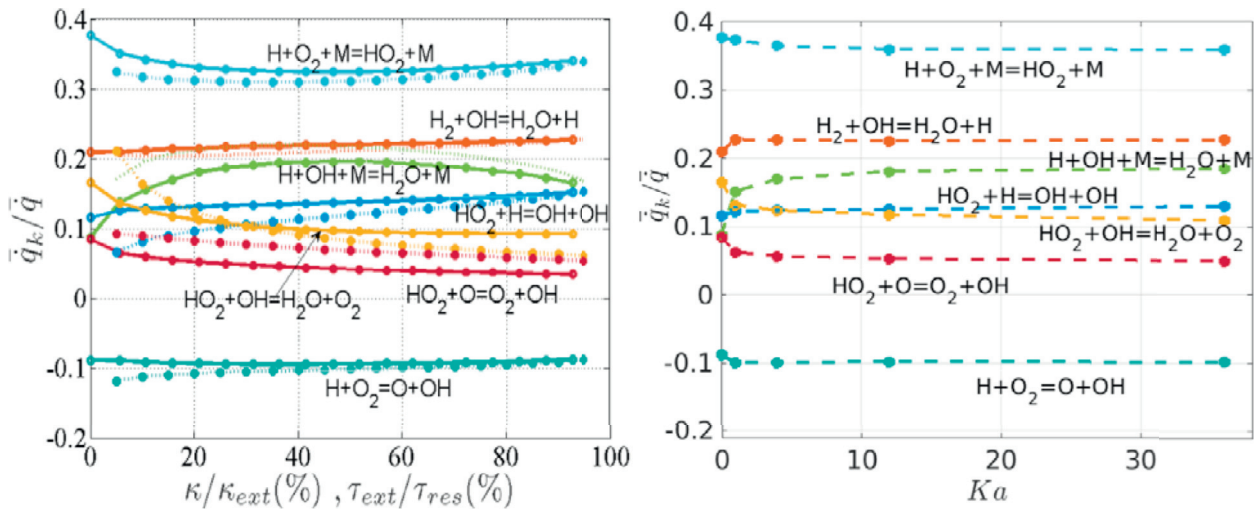 0.4
0.3
0.2
0.1
0
-0.1
-0.2
q̄̇ₖ/q̄̇
H+O₂+M=HO₂+M
H₂+OH=H₂O+H
H+OH+M=H₂O+M
HO₂+H=OH+OH
HO₂+OH=H₂O+O₂
HO₂+O=O₂+OH
H+O₂=O+OH
0 20 40 60 80 100
κ/κₑₓₜ(%) , τₑₓₜ/τᵣₑₛ(%)
0.4
0.3
0.2
0.1
0
-0.1
-0.2
q̄̇ₖ/q̄̇
H+O₂+M=HO₂+M
H₂+OH=H₂O+H
H+OH+M=H₂O+M
HO₂+H=OH+OH
HO₂+OH=H₂O+O₂
HO₂+O=O₂+OH
H+O₂=O+OH
0 10 20 30
Ka